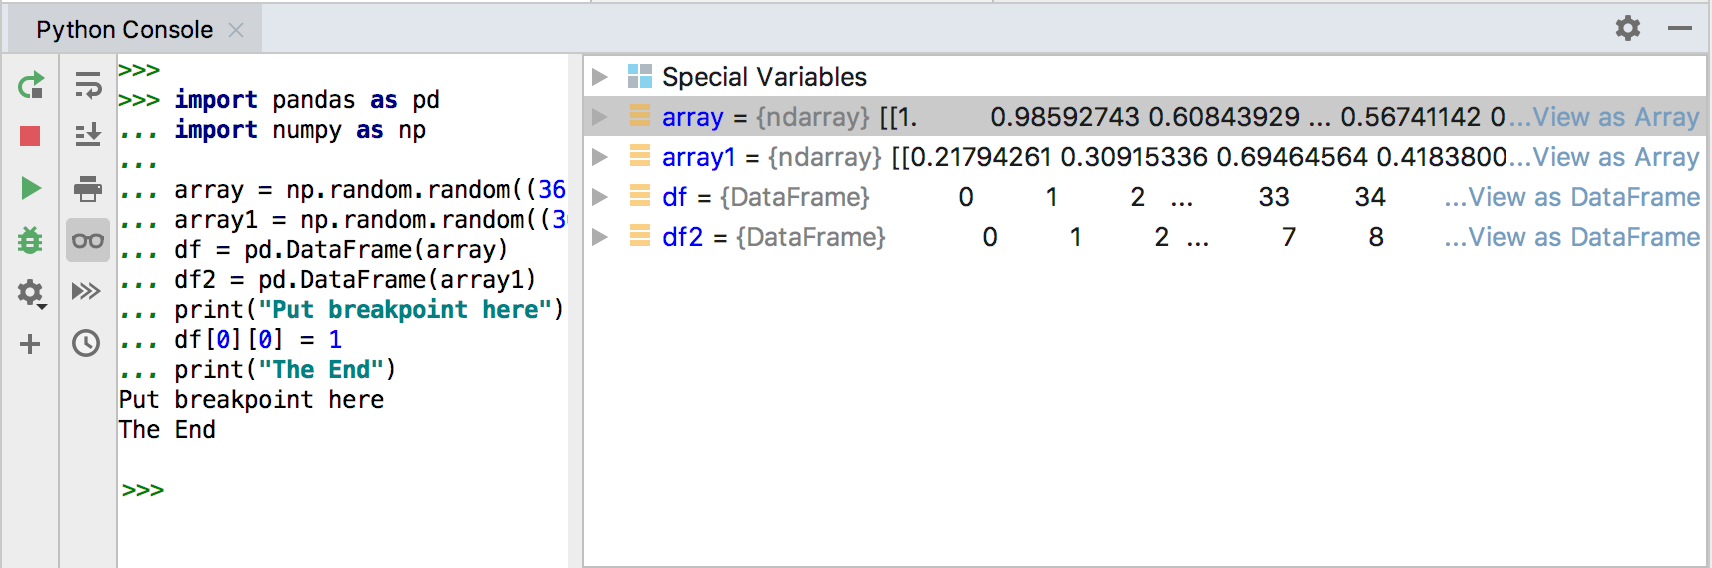 Python Console
>>>
>>> import pandas as pd
... import numpy as np
...
... array = np.random.random((36
... array1 = np.random.random((3
... df = pd.DataFrame(array)
... df2 = pd.DataFrame(array1)
... print("Put breakpoint here")
... df[0][0] = 1
... print("The End")
Put breakpoint here
The End
>>>
Special Variables
array = {ndarray} [[1. 0.98592743 0.60843929 ... 0.56741142 0...View as Array
array1 = {ndarray} [[0.21794261 0.30915336 0.69464564 0.4183800...View as Array
df = {DataFrame} 0 1 2 ... 33 34 ...View as DataFrame
df2 = {DataFrame} 0 1 2 ... 7 8 ...View as DataFrame